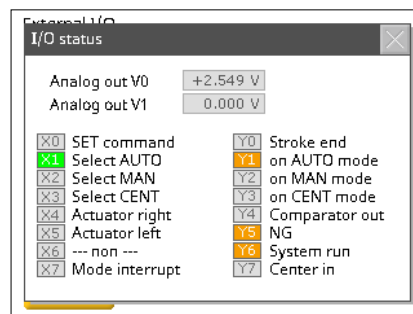 External I/O
I/O status
Analog out V0 +2.549 V
Analog out V1 0.000 V
X0 SET command Y0 Stroke end
X1 Select AUTO Y1 on AUTO mode
X2 Select MAN Y2 on MAN mode
X3 Select CENT Y3 on CENT mode
X4 Actuator right Y4 Comparator out
X5 Actuator left Y5 NG
X6 --- non --- Y6 System run
X7 Mode interrupt Y7 Center in